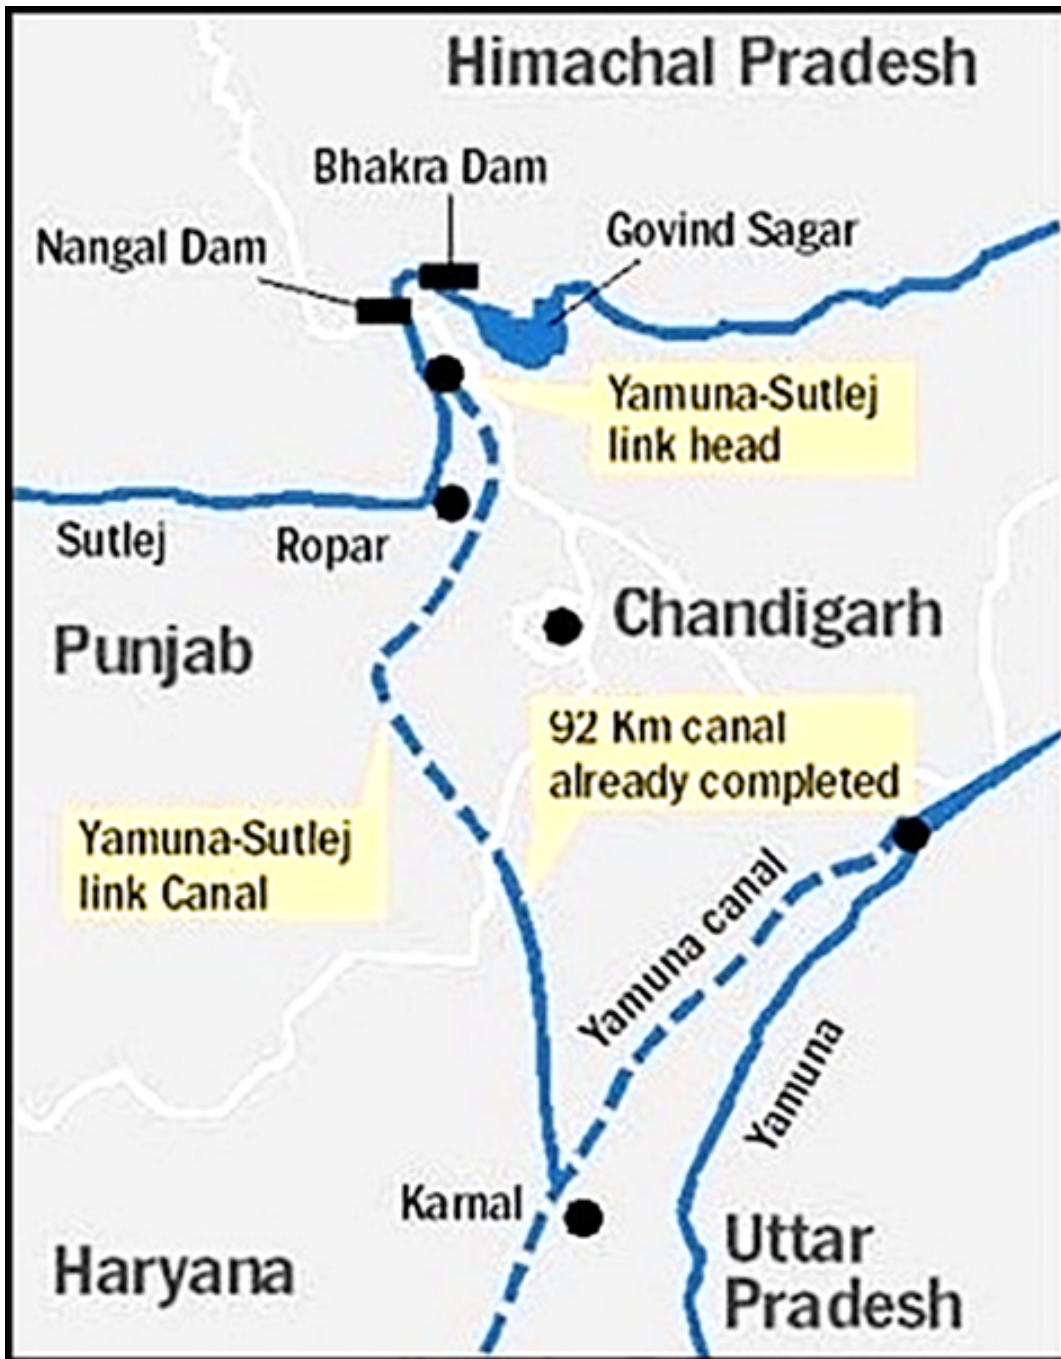 Himachal Pradesh
Bhakra Dam
Govind Sagar
Nangal Dam
Yamuna-Sutlej
link head
Sutlej
Ropar
Chandigarh
Punjab
92 Km canal
already completed
Yamuna-Sutlej
link Canal
Yamuna canal
Yamuna
Karnal
Uttar
Pradesh
Haryana